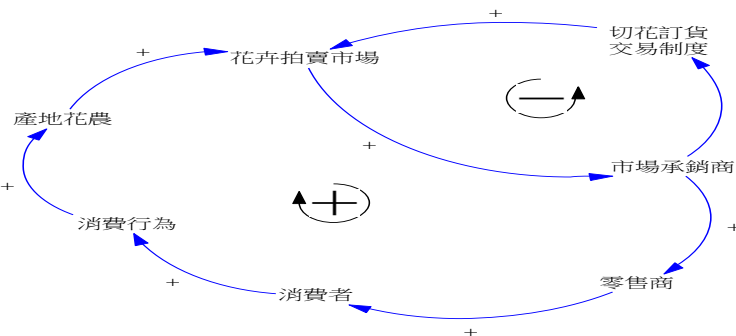 +
切花訂貨
交易制度
+
花卉拍賣市場
產地花農
+
市場承銷商
+
消費行為
+
消費者
零售商
+
+